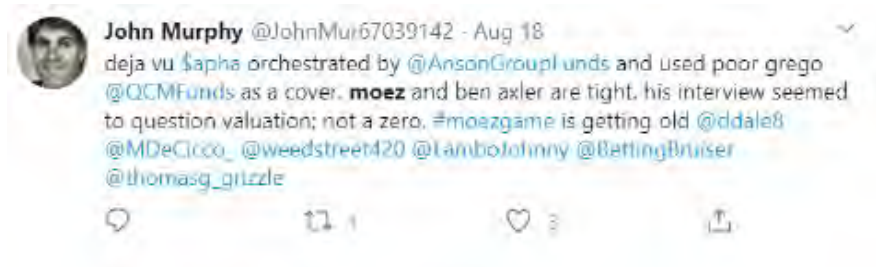 John Murphy @JohnMur67039142 - Aug 18
deja vu $apha orchestrated by @AnsonGroupFunds and used poor grego
@QCMFunds as a cover. moez and ben axler are tight. his interview seemed
to question valuation; not a zero. #moezgame is getting old @ddale8
@MDeCicco_ @weedstreet420 @LamboJohnny @BettingBruiser
@thomasg_grizzle
1 3